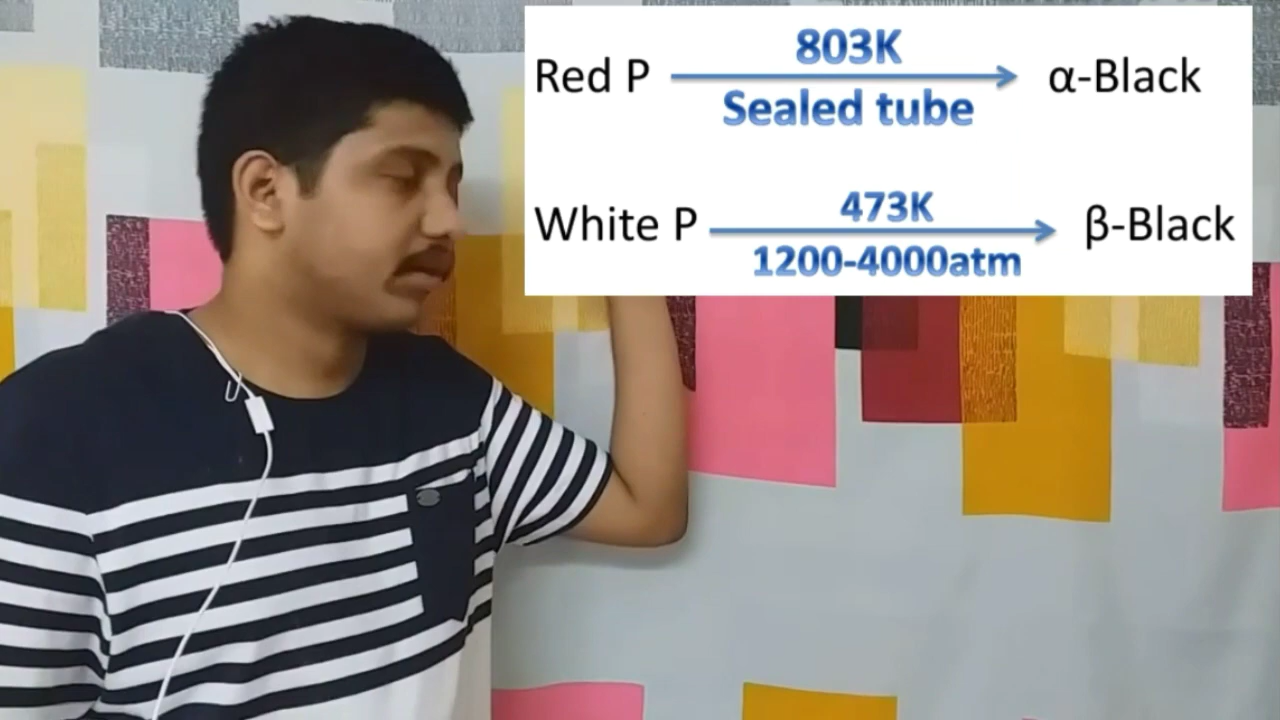 803K
Red P → α-Black
Sealed tube
473K
White P → β-Black
1200-4000atm